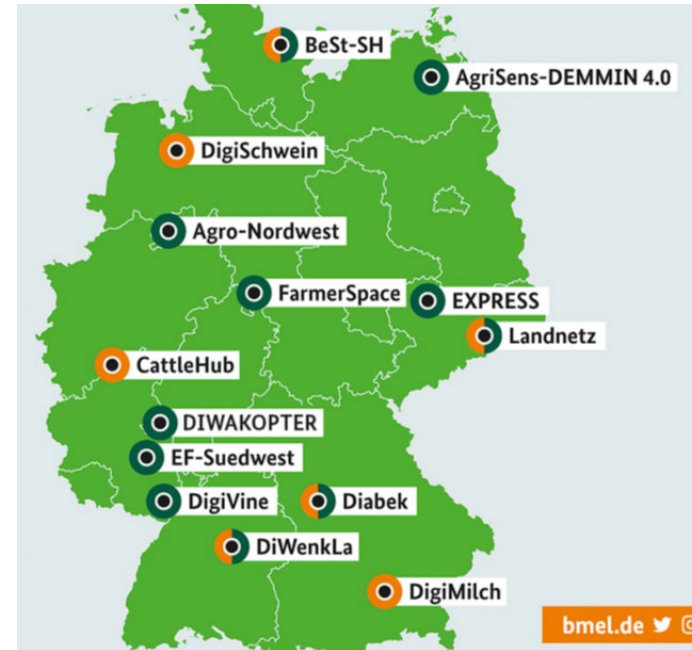 BeSt-SH
AgriSens-DEMMIN 4.0
DigiSchwein
Agro-Nordwest
FarmerSpace
EXPRESS
Landnetz
CattleHub
DIWAKOPTER
EF-Suedwest
DigiVine
Diabek
DiWenkLa
DigiMilch
bmel.de